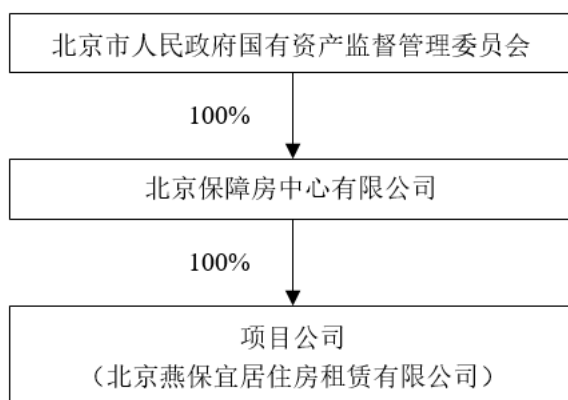 北京市人民政府国有资产监督管理委员会
100%
北京保障房中心有限公司
100%
项目公司
（北京燕保宜居住房租赁有限公司）